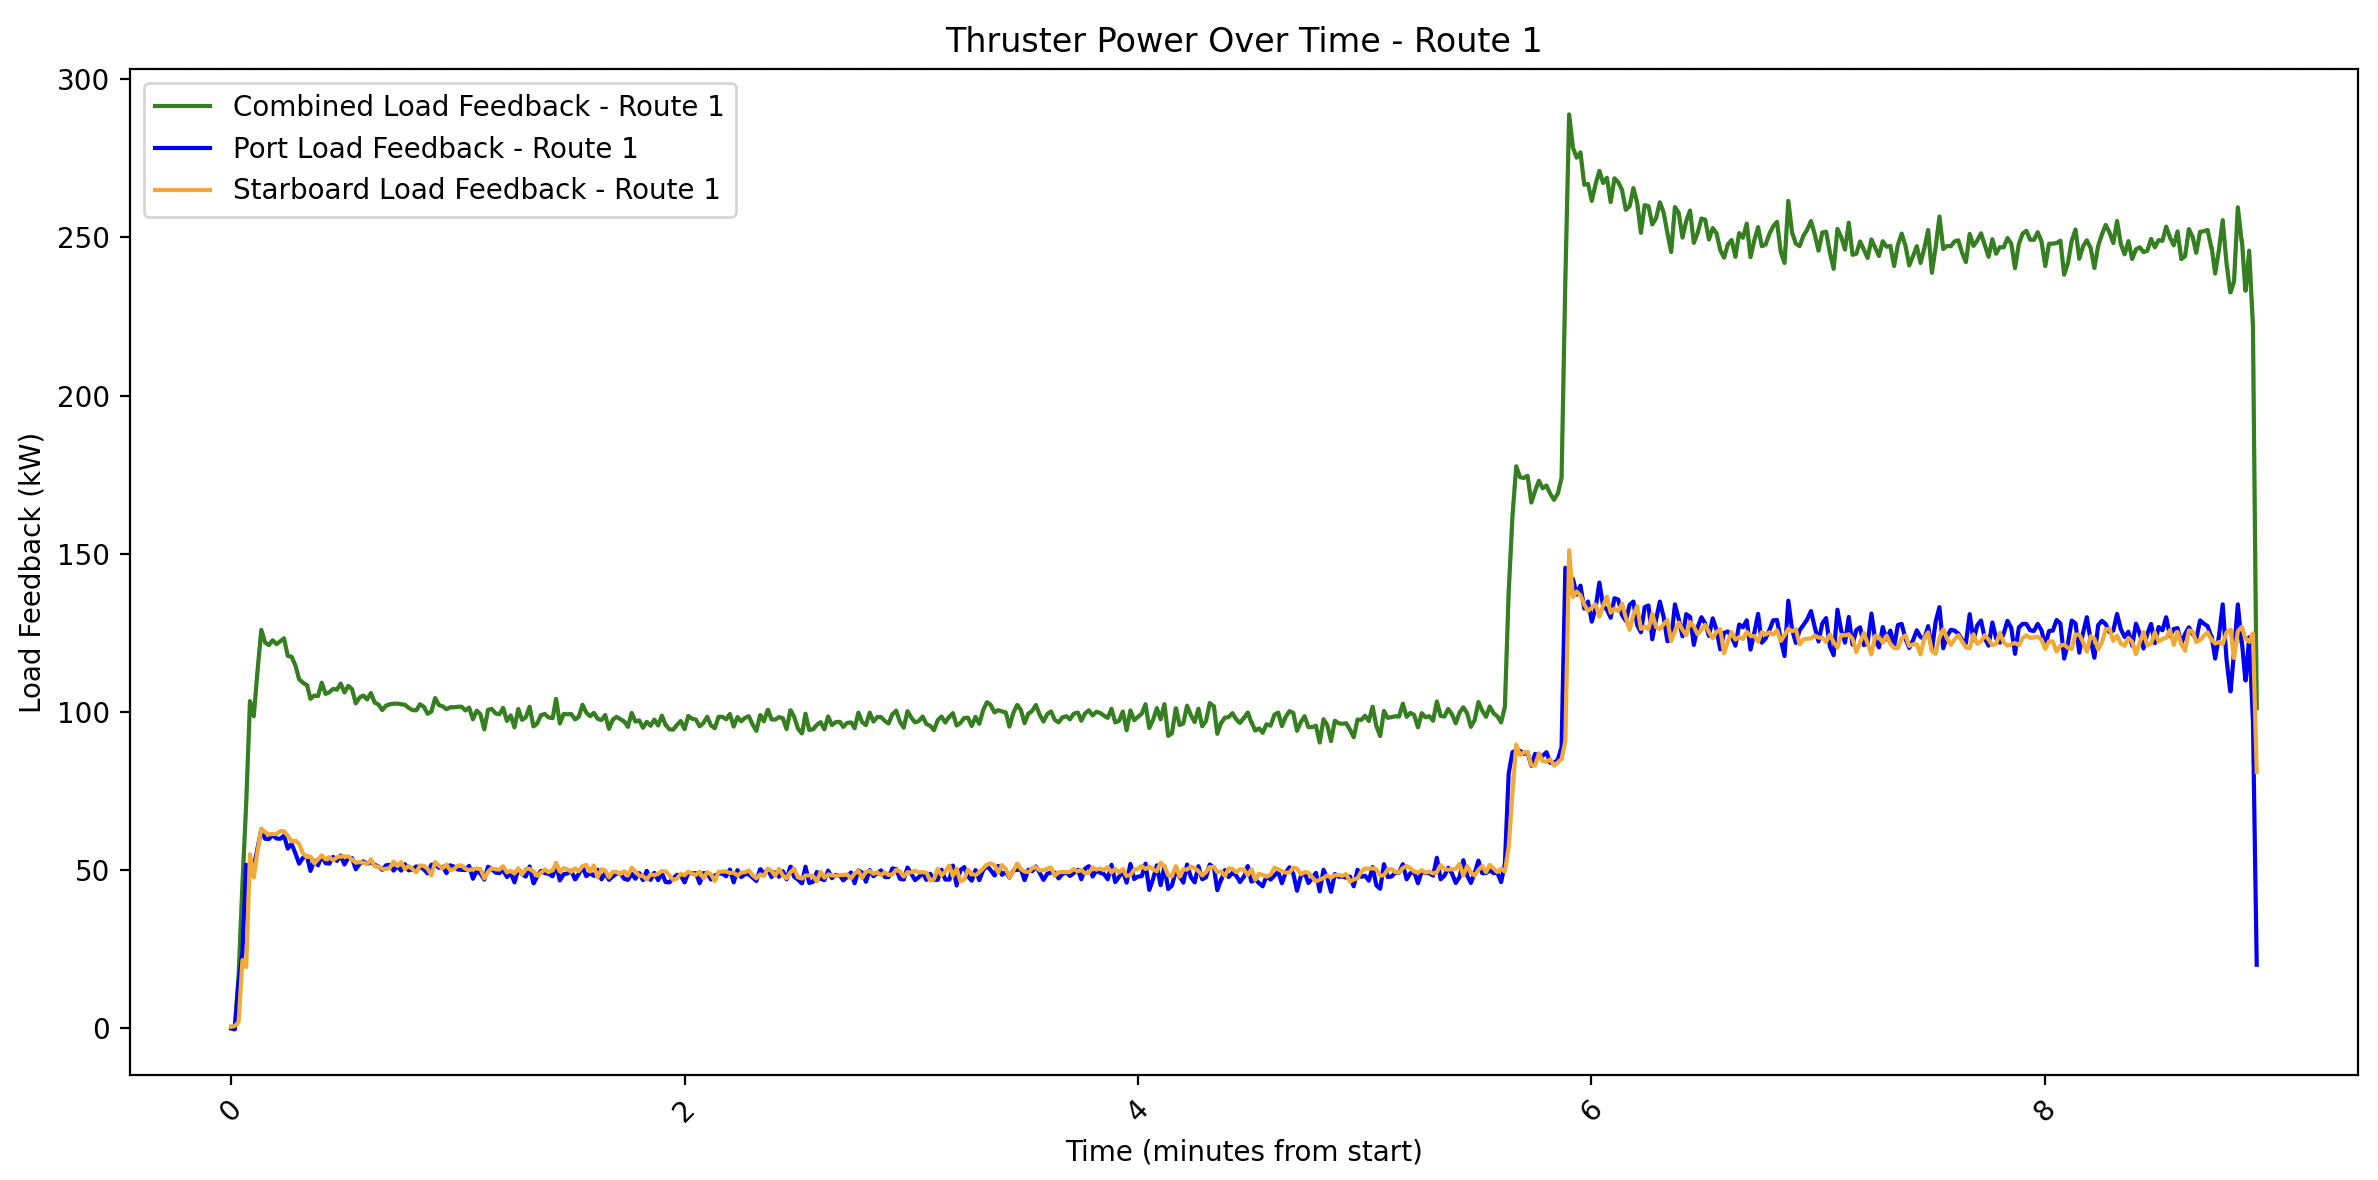 Thruster Power Over Time - Route 1
Combined Load Feedback - Route 1
Port Load Feedback - Route 1
Starboard Load Feedback - Route 1
Load Feedback (kW)
300
250
200
150
100
50
0
0
2
4
6
8
Time (minutes from start)